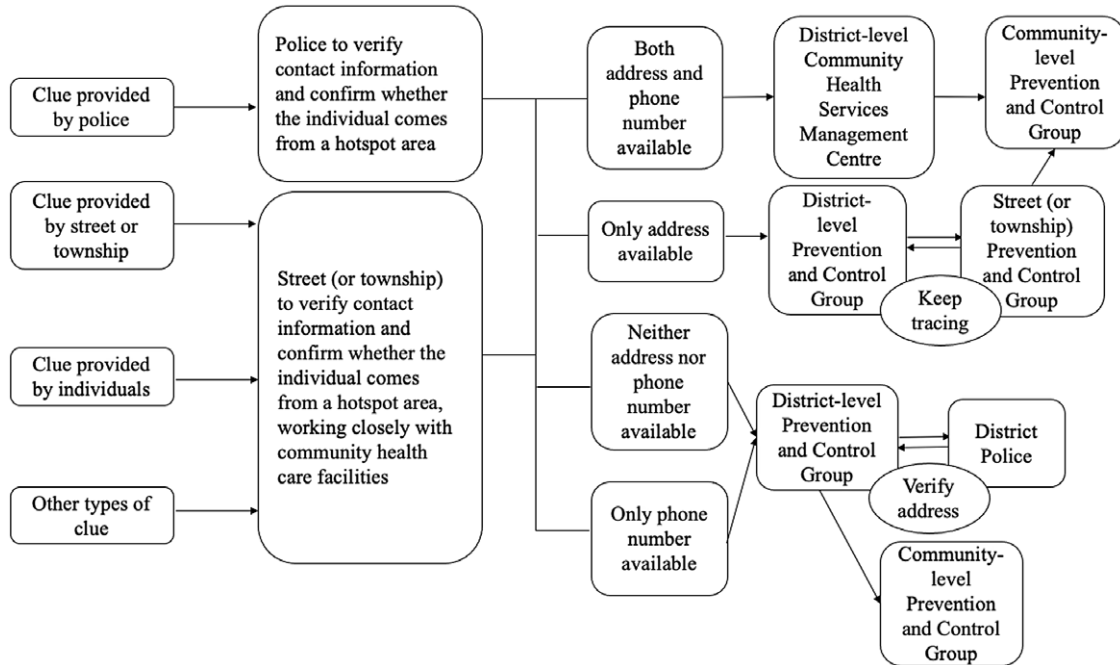 Clue provided
by police
Clue provided
by street or
township
Clue provided
by individuals
Other types of
clue
Police to verify
contact information
and confirm whether
the individual comes
from a hotspot area
Street (or township)
to verify contact
information and
confirm whether the
individual comes
from a hotspot area,
working closely with
community health
care facilities
Both
address and
phone
number
available
Only address
available
Neither
address nor
phone
number
available
Only phone
number
available
District-level
Community
Health
Services
Management
Centre
Community-
level
Prevention
and Control
Group
District-
level
Prevention
and Control
Group
Street (or
township)
Prevention
and Control
Group
Keep
tracing
District-level
Prevention
and Control
Group
District
Police
Verify
address
Community-
level
Prevention
and Control
Group